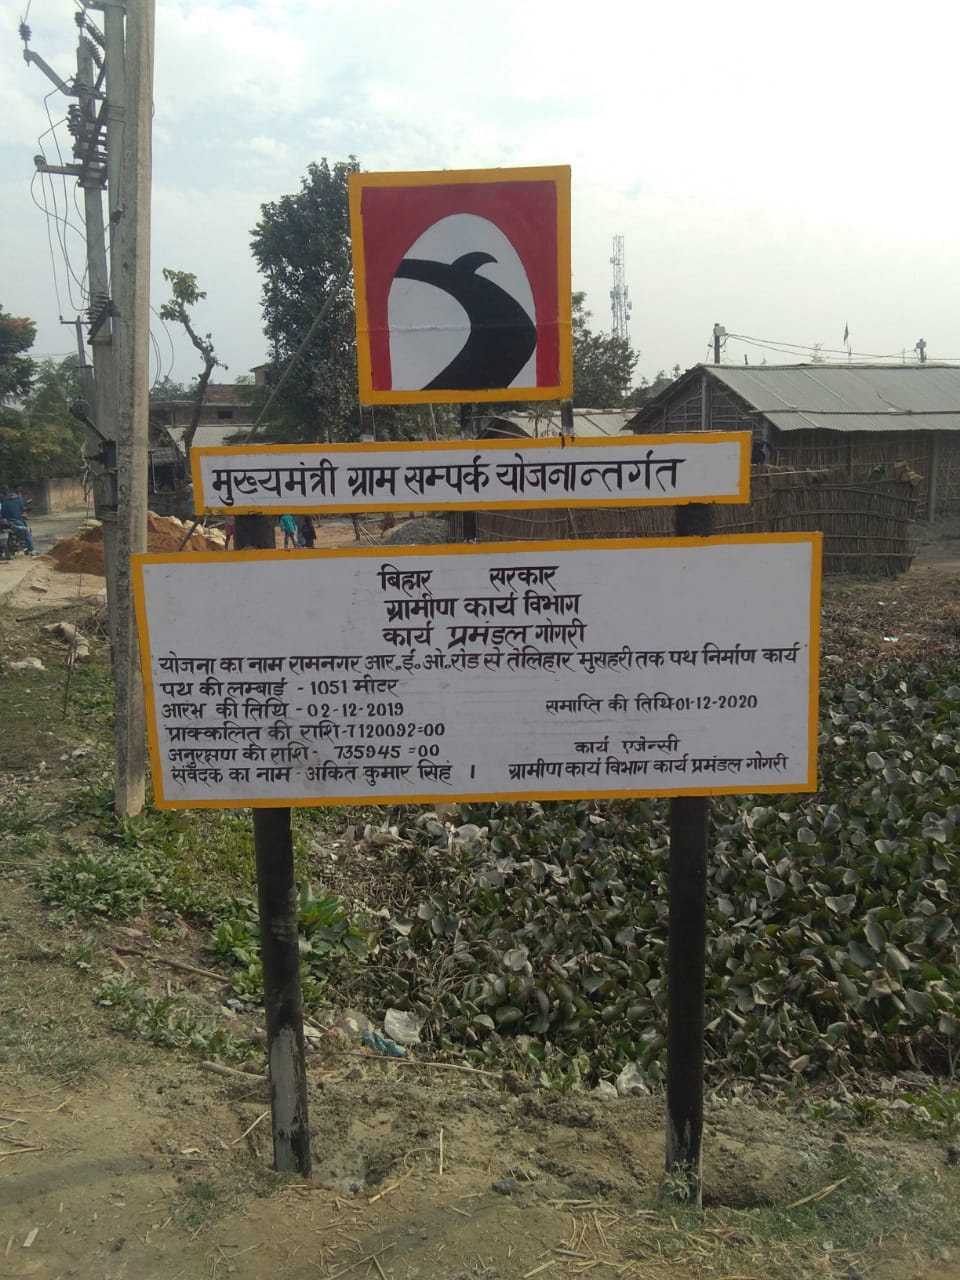 मुख्यमंत्री ग्राम सम्पर्क योजनान्तर्गत
बिहार सरकार
ग्रामीण कार्य विभाग
कार्य प्रमंडल गोगरी
योजना का नाम रामनगर आर.ई.ओ.रोड से तेलिहार मुसहरी तक पथ निर्माण कार्य
पथ की लम्बाई - 1051 मीटर
आरंभ की तिथि - 02-12-2019 समाप्ति की तिथि-01-12-2020
प्राक्कलित की राशि-7120092=00
अनुरक्षण की राशि- 735945=00 कार्य एजेन्सी
संवेदक का नाम - अंकित कुमार सिहं । ग्रामीण कार्य विभाग कार्य प्रमंडल गोगरी